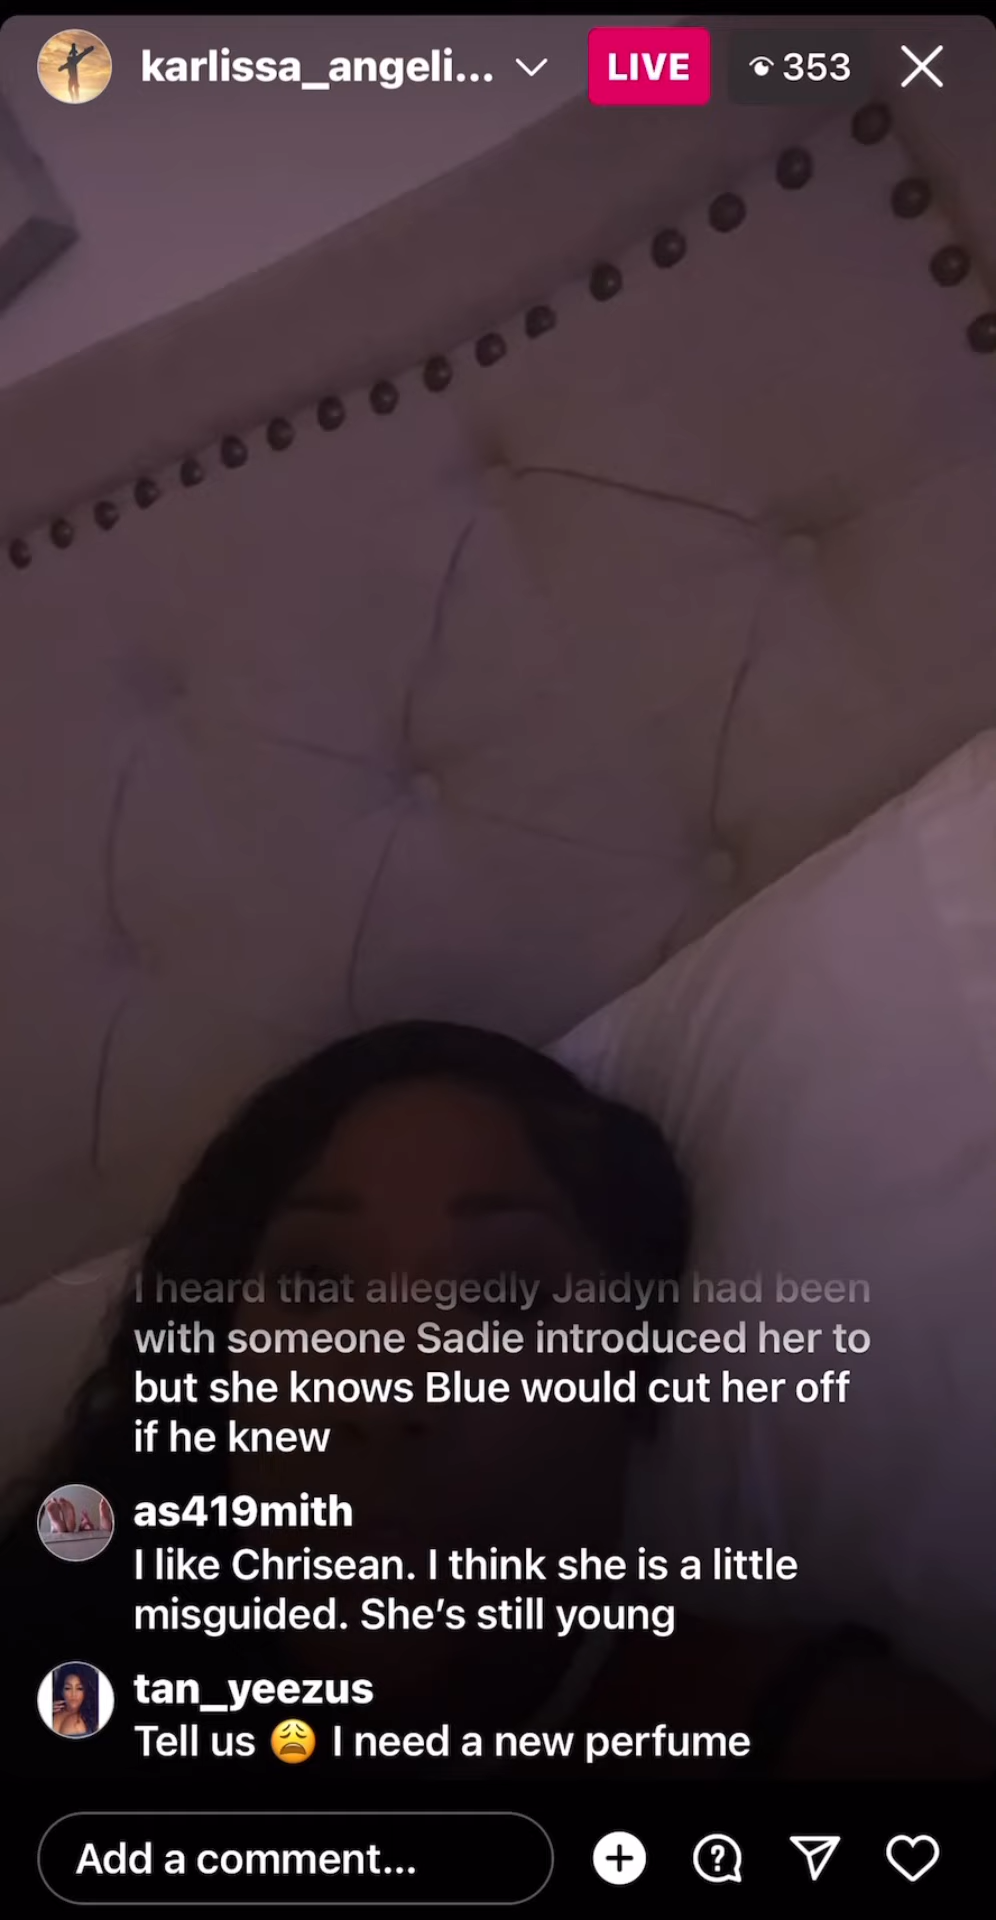 karlissa_angeli... LIVE 353
I heard that allegedly Jaidyn had been
with someone Sadie introduced her to
but she knows Blue would cut her off
if he knew
as419mith
I like Chrisean. I think she is a little
misguided. She's still young
tan_yeezus
Tell us 😩 I need a new perfume
Add a comment...